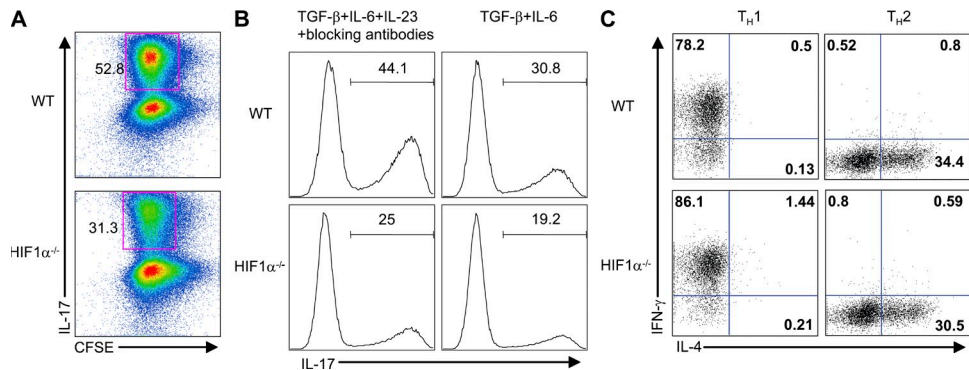 A
WT
52.8
HIF1α-/-
31.3
IL-17
CFSE
B
TGF-β+IL-6+IL-23
+blocking antibodies
TGF-β+IL-6
WT
44.1
30.8
HIF1α-/-
25
19.2
IL-17
C
TH1
TH2
WT
78.2
0.5
0.13
0.52
0.8
34.4
HIF1α-/-
86.1
1.44
0.21
0.8
0.59
30.5
IFN-γ
IL-4